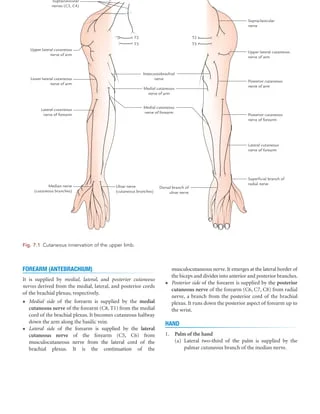 Supraclavicular
nerves (C3, C4)
Supraclavicular
nerve
T2
T3
T2
T3
Upper lateral cutaneous
nerve of arm
Upper lateral cutaneous
nerve of arm
Intercostobrachial
nerve
Lower lateral cutaneous
nerve of arm
Medial cutaneous
nerve of arm
Posterior cutaneous
nerve of arm
Lateral cutaneous
nerve of forearm
Medial cutaneous
nerve of forearm
Posterior cutaneous
nerve of forearm
Lateral cutaneous
nerve of forearm
Superficial branch of
radial nerve
Median nerve
(cutaneous branches)
Ulnar nerve
(cutaneous branches)
Dorsal branch of
ulnar nerve
Fig. 7.1 Cutaneous innervation of the upper limb.
FOREARM (ANTEBRACHIUM)
It is supplied by medial, lateral, and posterior cutaneous
nerves derived from the medial, lateral, and posterior cords
of the brachial plexus, respectively.
• Medial side of the forearm is supplied by the medial
cutaneous nerve of the forearm (C8, T1) from the medial
cord of the brachial plexus. It becomes cutaneous halfway
down the arm along the basilic vein.
• Lateral side of the forearm is supplied by the lateral
cutaneous nerve of the forearm (C5, C6) from
musculocutaneous nerve from the lateral cord of the
brachial plexus. It is the continuation of the
musculocutaneous nerve. It emerges at the lateral border of
the biceps and divides into anterior and posterior branches.
• Posterior side of the forearm is supplied by the posterior
cutaneous nerve of the forearm (C6, C7, C8) from radial
nerve, a branch from the posterior cord of the brachial
plexus. It runs down the posterior aspect of forearm up to
the wrist.
HAND
1. Palm of the hand
(a) Lateral two-third of the palm is supplied by the
palmar cutaneous branch of the median nerve.